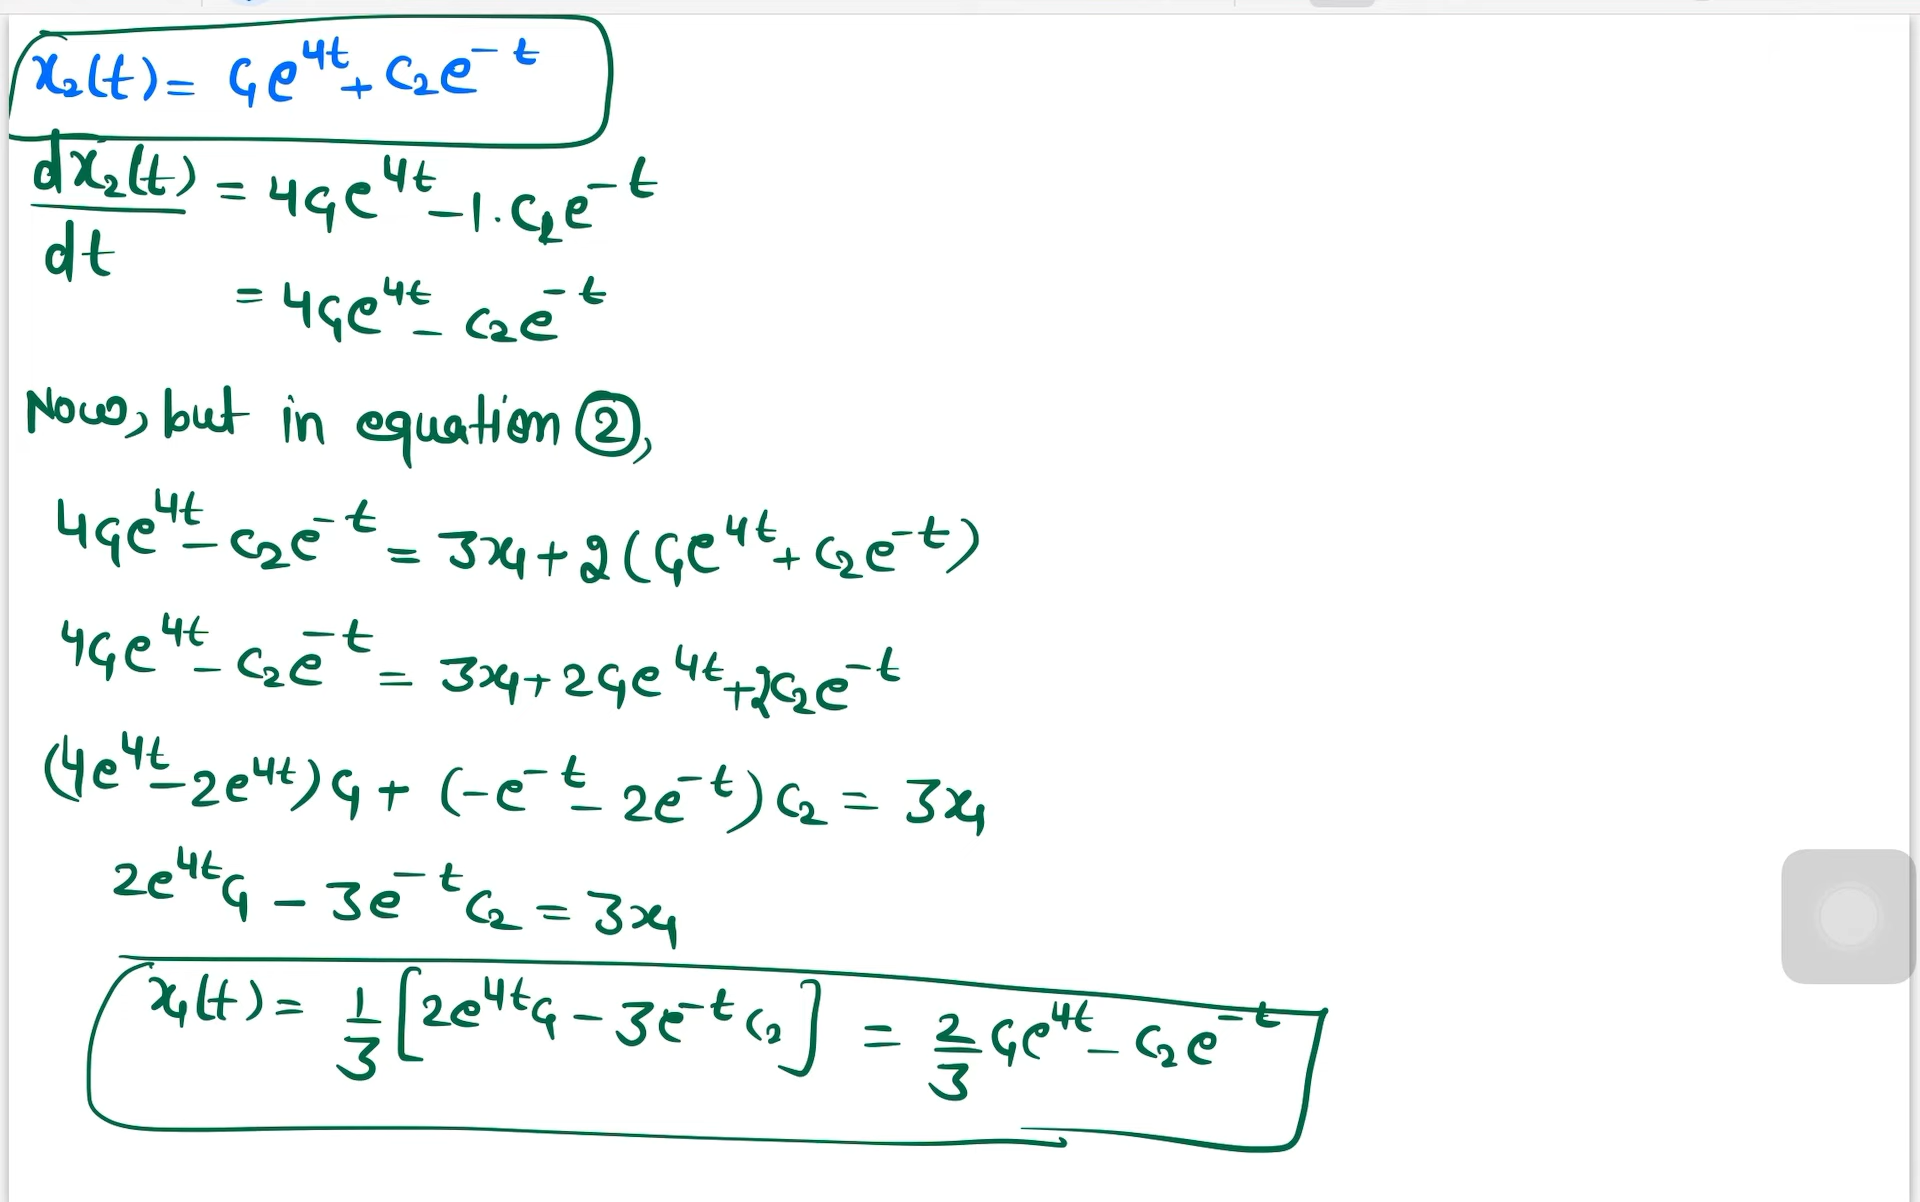 x₂(t) = c₁e^{4t} + c₂e^{-t}
dx₂(t)/dt = 4c₁e^{4t} - 1·c₂e^{-t}
= 4c₁e^{4t} - c₂e^{-t}
Now, but in equation ②,
4c₁e^{4t} - c₂e^{-t} = 3x₁ + 2(c₁e^{4t} + c₂e^{-t})
4c₁e^{4t} - c₂e^{-t} = 3x₁ + 2c₁e^{4t} + 2c₂e^{-t}
(4e^{4t} - 2e^{4t})c₁ + (-e^{-t} - 2e^{-t})c₂ = 3x₁
2e^{4t}c₁ - 3e^{-t}c₂ = 3x₁
x₁(t) = 1/3 [2e^{4t}c₁ - 3e^{-t}c₂] = 2/3 c₁e^{4t} - c₂e^{-t}